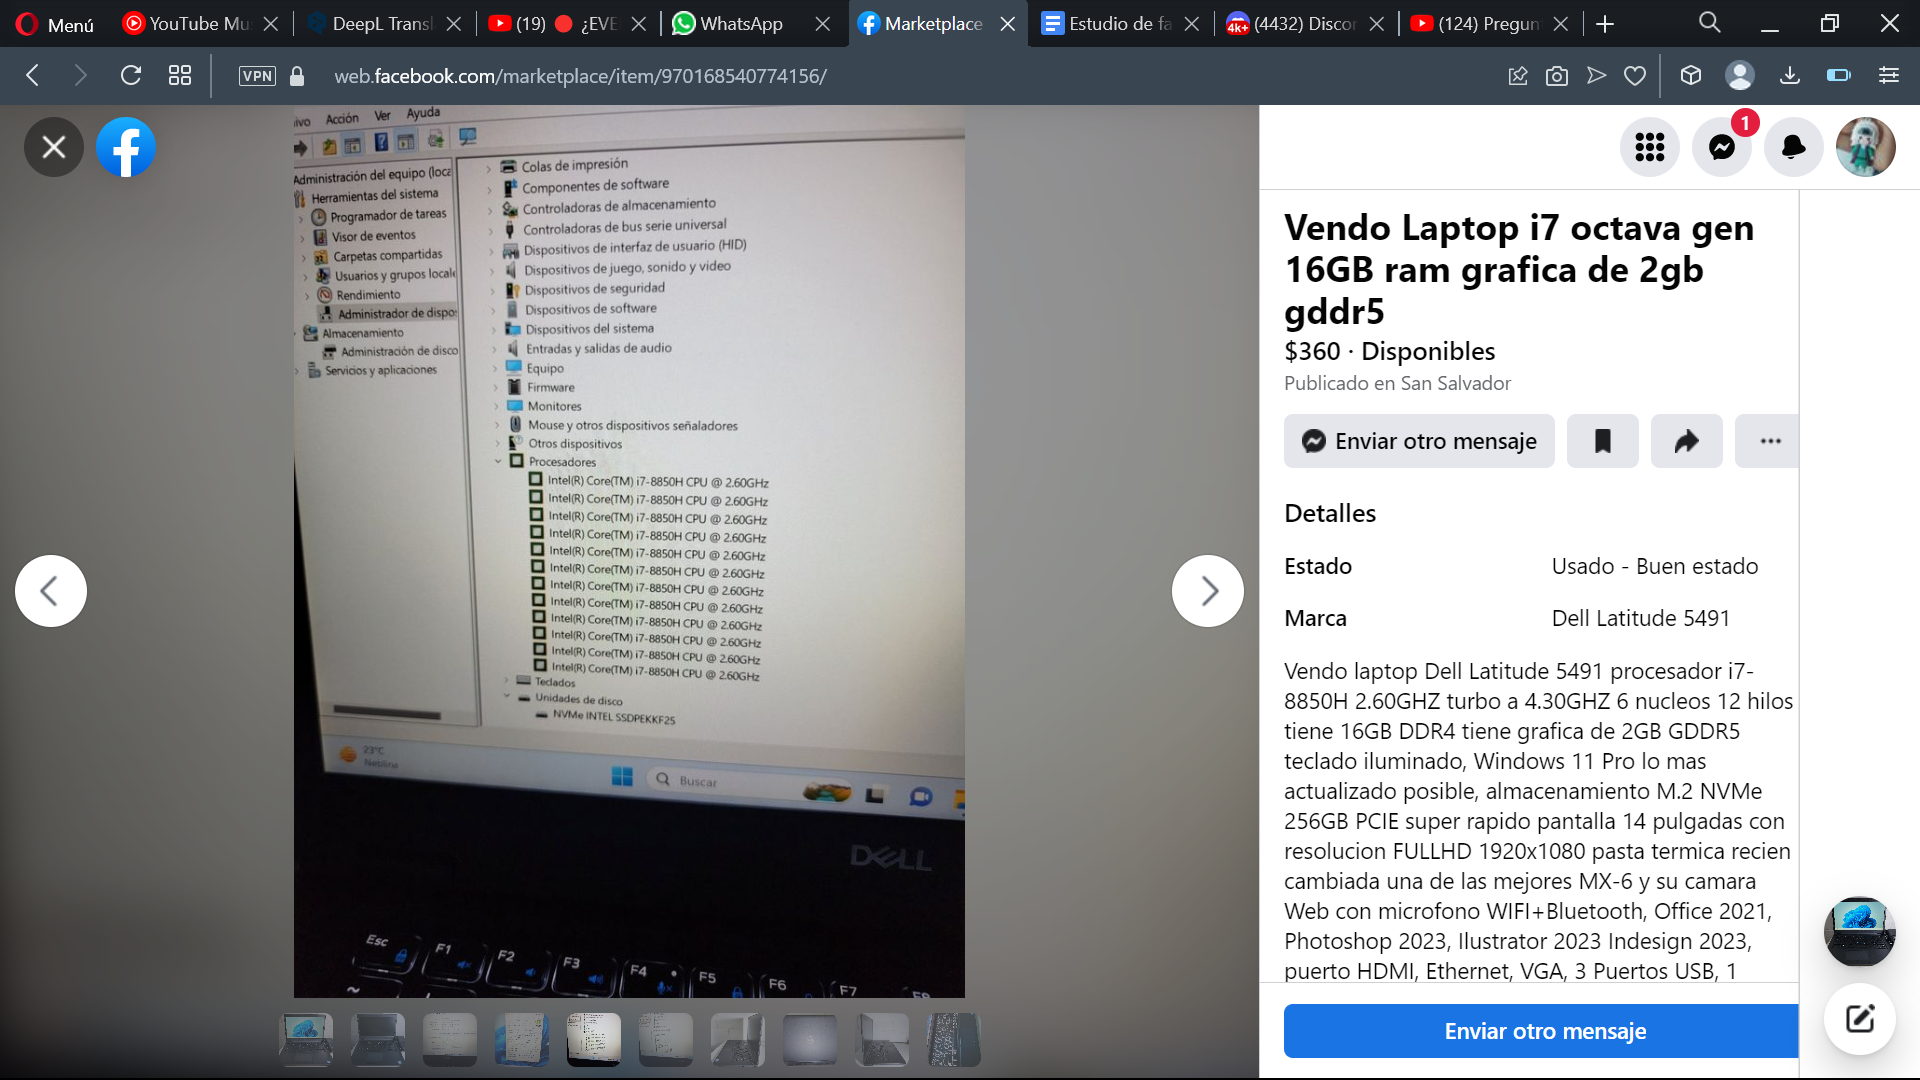 Menú
YouTube Mu
DeepL Transl
(19) 🔴 ¿EVE
WhatsApp
Marketplace
Estudio de fa
4k+
(4432) Discor
(124) Pregun
VPN
web.facebook.com/marketplace/item/970168540774156/
ivo Acción Ver Ayuda
Administración del equipo (loca
Herramientas del sistema
Programador de tareas
Visor de eventos
Carpetas compartidas
Usuarios y grupos locale
Rendimiento
Administrador de dispos
Almacenamiento
Administración de disco
Servicios y aplicaciones
Colas de impresión
Componentes de software
Controladoras de almacenamiento
Controladoras de bus serie universal
Dispositivos de interfaz de usuario (HID)
Dispositivos de juego, sonido y video
Dispositivos de seguridad
Dispositivos de software
Dispositivos del sistema
Entradas y salidas de audio
Equipo
Firmware
Monitores
Mouse y otros dispositivos señaladores
Otros dispositivos
Procesadores
Intel(R) Core(TM) i7-8850H CPU @ 2.60GHz
Intel(R) Core(TM) i7-8850H CPU @ 2.60GHz
Intel(R) Core(TM) i7-8850H CPU @ 2.60GHz
Intel(R) Core(TM) i7-8850H CPU @ 2.60GHz
Intel(R) Core(TM) i7-8850H CPU @ 2.60GHz
Intel(R) Core(TM) i7-8850H CPU @ 2.60GHz
Intel(R) Core(TM) i7-8850H CPU @ 2.60GHz
Intel(R) Core(TM) i7-8850H CPU @ 2.60GHz
Intel(R) Core(TM) i7-8850H CPU @ 2.60GHz
Intel(R) Core(TM) i7-8850H CPU @ 2.60GHz
Intel(R) Core(TM) i7-8850H CPU @ 2.60GHz
Intel(R) Core(TM) i7-8850H CPU @ 2.60GHz
Teclados
Unidades de disco
NVMe INTEL SSDPEKKF25
23°C
Neblina
Buscar
DELL
Esc F1 F2 F3 F4 F5 F6 F7 F8
1
Vendo Laptop i7 octava gen
16GB ram grafica de 2gb
gddr5
$360 · Disponibles
Publicado en San Salvador
Enviar otro mensaje
Detalles
Estado Usado - Buen estado
Marca Dell Latitude 5491
Vendo laptop Dell Latitude 5491 procesador i7-
8850H 2.60GHZ turbo a 4.30GHZ 6 nucleos 12 hilos
tiene 16GB DDR4 tiene grafica de 2GB GDDR5
teclado iluminado, Windows 11 Pro lo mas
actualizado posible, almacenamiento M.2 NVMe
256GB PCIE super rapido pantalla 14 pulgadas con
resolucion FULLHD 1920x1080 pasta termica recien
cambiada una de las mejores MX-6 y su camara
Web con microfono WIFI+Bluetooth, Office 2021,
Photoshop 2023, Ilustrator 2023 Indesign 2023,
puerto HDMI, Ethernet, VGA, 3 Puertos USB, 1
Enviar otro mensaje